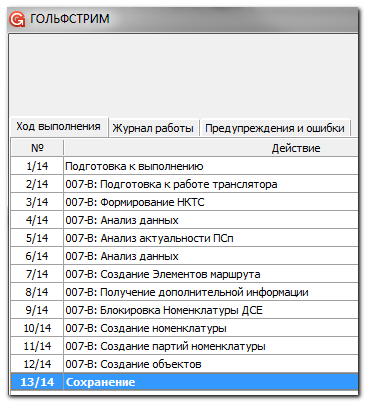 ГОЛЬФСТРИМ
Ход выполнения Журнал работы Предупреждения и ошибки
№ Действие
1/14 Подготовка к выполнению
2/14 007-В: Подготовка к работе транслятора
3/14 007-В: Формирование НКТС
4/14 007-В: Анализ данных
5/14 007-В: Анализ актуальности ПСп
6/14 007-В: Анализ данных
7/14 007-В: Создание Элементов маршрута
8/14 007-В: Получение дополнительной информации
9/14 007-В: Блокировка Номенклатуры ДСЕ
10/14 007-В: Создание номенклатуры
11/14 007-В: Создание партий номенклатуры
12/14 007-В: Создание объектов
13/14 Сохранение